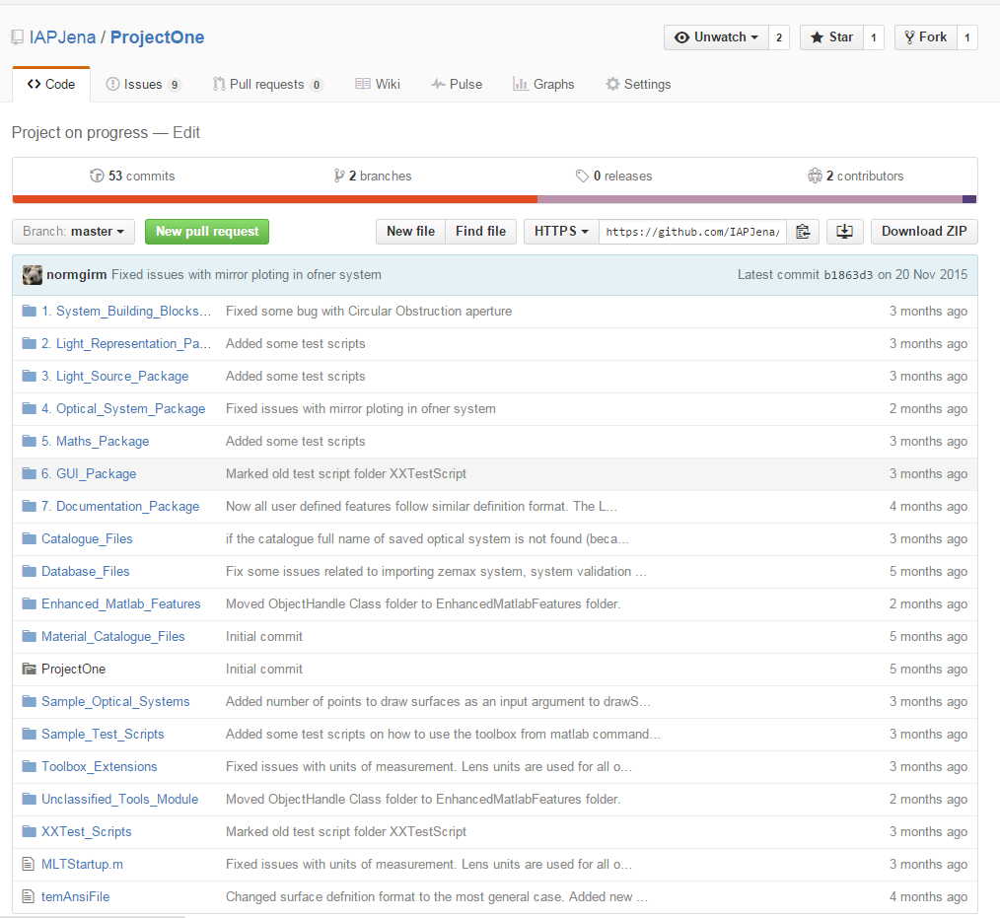 IAPJena / ProjectOne
Unwatch 2 Star 1 Fork 1
Code Issues 9 Pull requests 0 Wiki Pulse Graphs Settings
Project on progress — Edit
53 commits 2 branches 0 releases 2 contributors
Branch: master New pull request New file Find file HTTPS https://github.com/IAPJena/ Download ZIP
normgirm Fixed issues with mirror ploting in ofner system Latest commit b1863d3 on 20 Nov 2015
1. System_Building_Blocks... Fixed some bug with Circular Obstruction aperture 3 months ago
2. Light_Representation_Pa... Added some test scripts 3 months ago
3. Light_Source_Package Added some test scripts 3 months ago
4. Optical_System_Package Fixed issues with mirror ploting in ofner system 2 months ago
5. Maths_Package Added some test scripts 3 months ago
6. GUI_Package Marked old test script folder XXTestScript 3 months ago
7. Documentation_Package Now all user defined features follow similar definition format. The L... 4 months ago
Catalogue_Files if the catalogue full name of saved optical system is not found (beca... 3 months ago
Database_Files Fix some issues related to importing zemax system, system validation ... 5 months ago
Enhanced_Matlab_Features Moved ObjectHandle Class folder to EnhancedMatlabFeatures folder. 2 months ago
Material_Catalogue_Files Initial commit 5 months ago
ProjectOne Initial commit 5 months ago
Sample_Optical_Systems Added number of points to draw surfaces as an input argument to drawS... 3 months ago
Sample_Test_Scripts Added some test scripts on how to use the toolbox from matlab command... 3 months ago
Toolbox_Extensions Fixed issues with units of measurement. Lens units are used for all o... 3 months ago
Unclassified_Tools_Module Moved ObjectHandle Class folder to EnhancedMatlabFeatures folder. 2 months ago
XXTest_Scripts Marked old test script folder XXTestScript 3 months ago
MLTStartup.m Fixed issues with units of measurement. Lens units are used for all o... 3 months ago
temAnsiFile Changed surface defnition format to the most general case. Added new ... 4 months ago